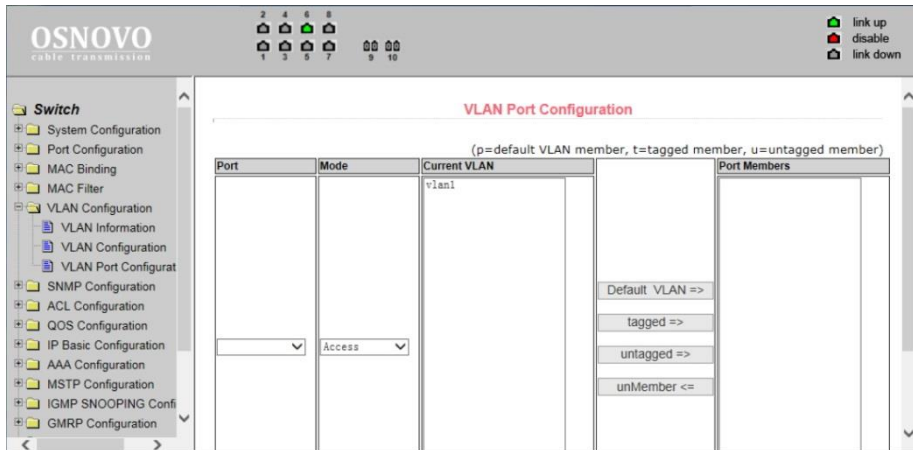 OSNOVO
cable transmission
2 4 6 8
1 3 5 7 9 10
link up
disable
link down
Switch
System Configuration
Port Configuration
MAC Binding
MAC Filter
VLAN Configuration
VLAN Information
VLAN Configuration
VLAN Port Configurat
SNMP Configuration
ACL Configuration
QOS Configuration
IP Basic Configuration
AAA Configuration
MSTP Configuration
IGMP SNOOPING Confi
GMRP Configuration
VLAN Port Configuration
(p=default VLAN member, t=tagged member, u=untagged member)
Port Mode Current VLAN Port Members
vlan1
Access
Default VLAN =>
tagged =>
untagged =>
unMember <=